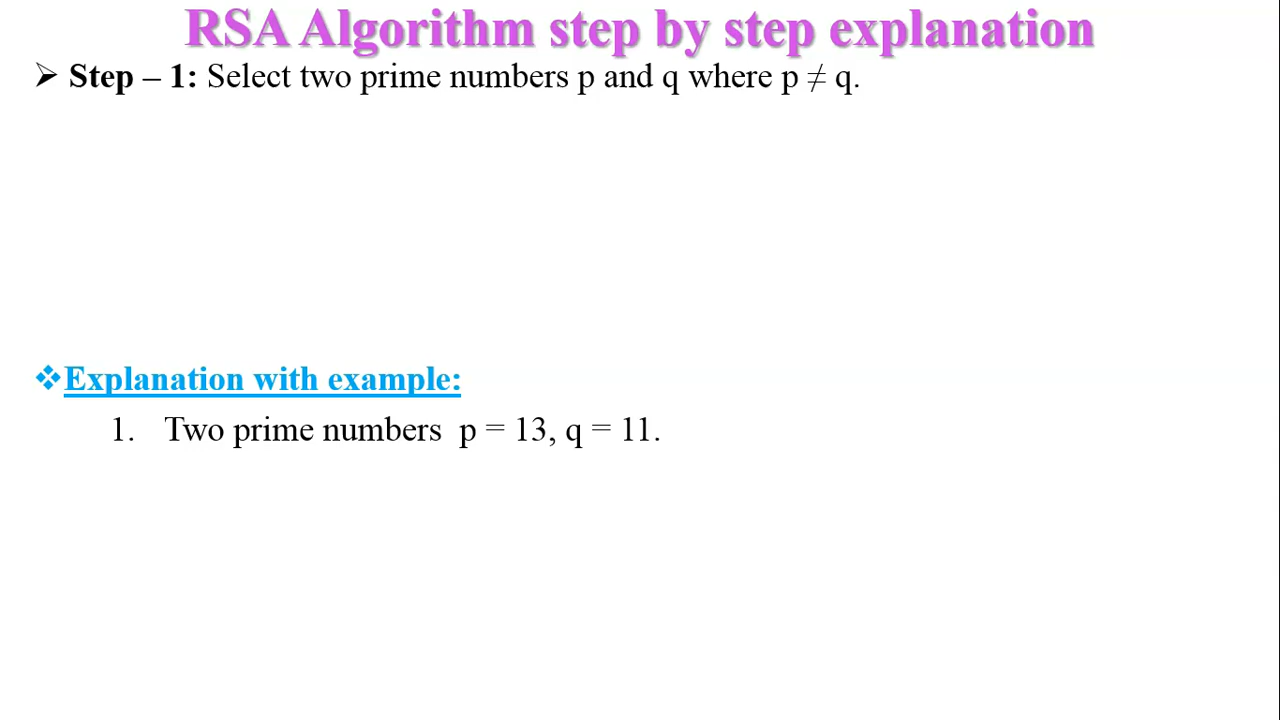 RSA Algorithm step by step explanation
➢ Step – 1: Select two prime numbers p and q where p ≠ q.
❖Explanation with example:
1. Two prime numbers p = 13, q = 11.